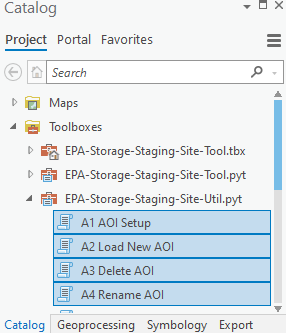 Catalog
Project Portal Favorites
Search
Maps
Toolboxes
EPA-Storage-Staging-Site-Tool.tbx
EPA-Storage-Staging-Site-Tool.pyt
EPA-Storage-Staging-Site-Util.pyt
A1 AOI Setup
A2 Load New AOI
A3 Delete AOI
A4 Rename AOI
Catalog Geoprocessing Symbology Export